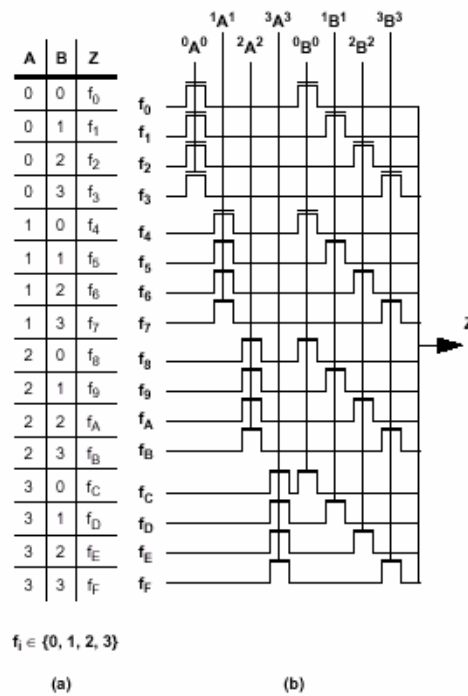 A B Z
0 0 f0
0 1 f1
0 2 f2
0 3 f3
1 0 f4
1 1 f5
1 2 f6
1 3 f7
2 0 f8
2 1 f9
2 2 fA
2 3 fB
3 0 fC
3 1 fD
3 2 fE
3 3 fF
fi ∈ {0, 1, 2, 3}
(a)
1A1 3A3 1B1 3B3
0A0 2A2 0B0 2B2
f0
f1
f2
f3
f4
f5
f6
f7
Z
f8
f9
fA
fB
fC
fD
fE
fF
(b)